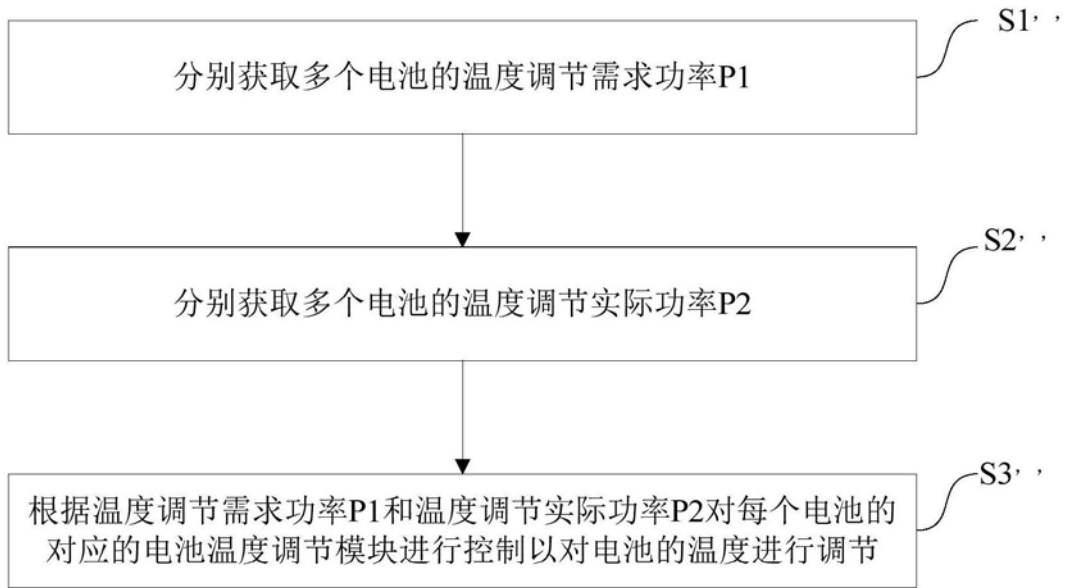 S1, ,
分别获取多个电池的温度调节需求功率P1
S2, ,
分别获取多个电池的温度调节实际功率P2
S3, ,
根据温度调节需求功率P1和温度调节实际功率P2对每个电池的
对应的电池温度调节模块进行控制以对电池的温度进行调节